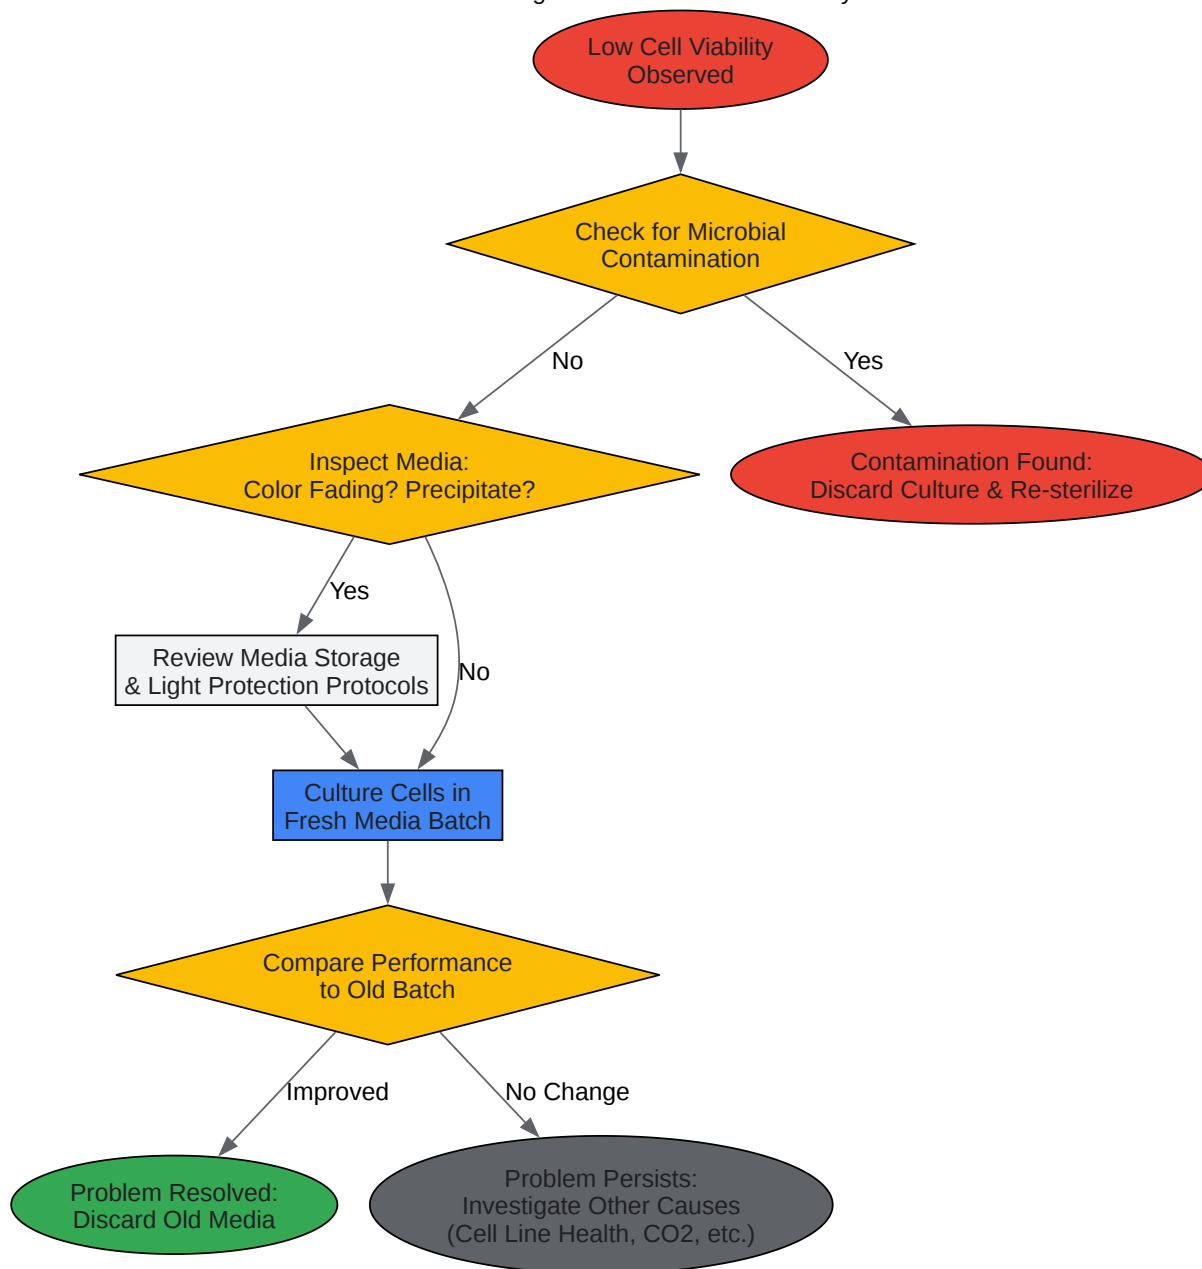 Low Cell Viability
Observed
Check for Microbial
Contamination
No
Yes
Inspect Media:
Color Fading? Precipitate?
Contamination Found:
Discard Culture & Re-sterilize
Yes
No
Review Media Storage
& Light Protection Protocols
Culture Cells in
Fresh Media Batch
Compare Performance
to Old Batch
Improved
No Change
Problem Resolved:
Discard Old Media
Problem Persists:
Investigate Other Causes
(Cell Line Health, CO2, etc.)